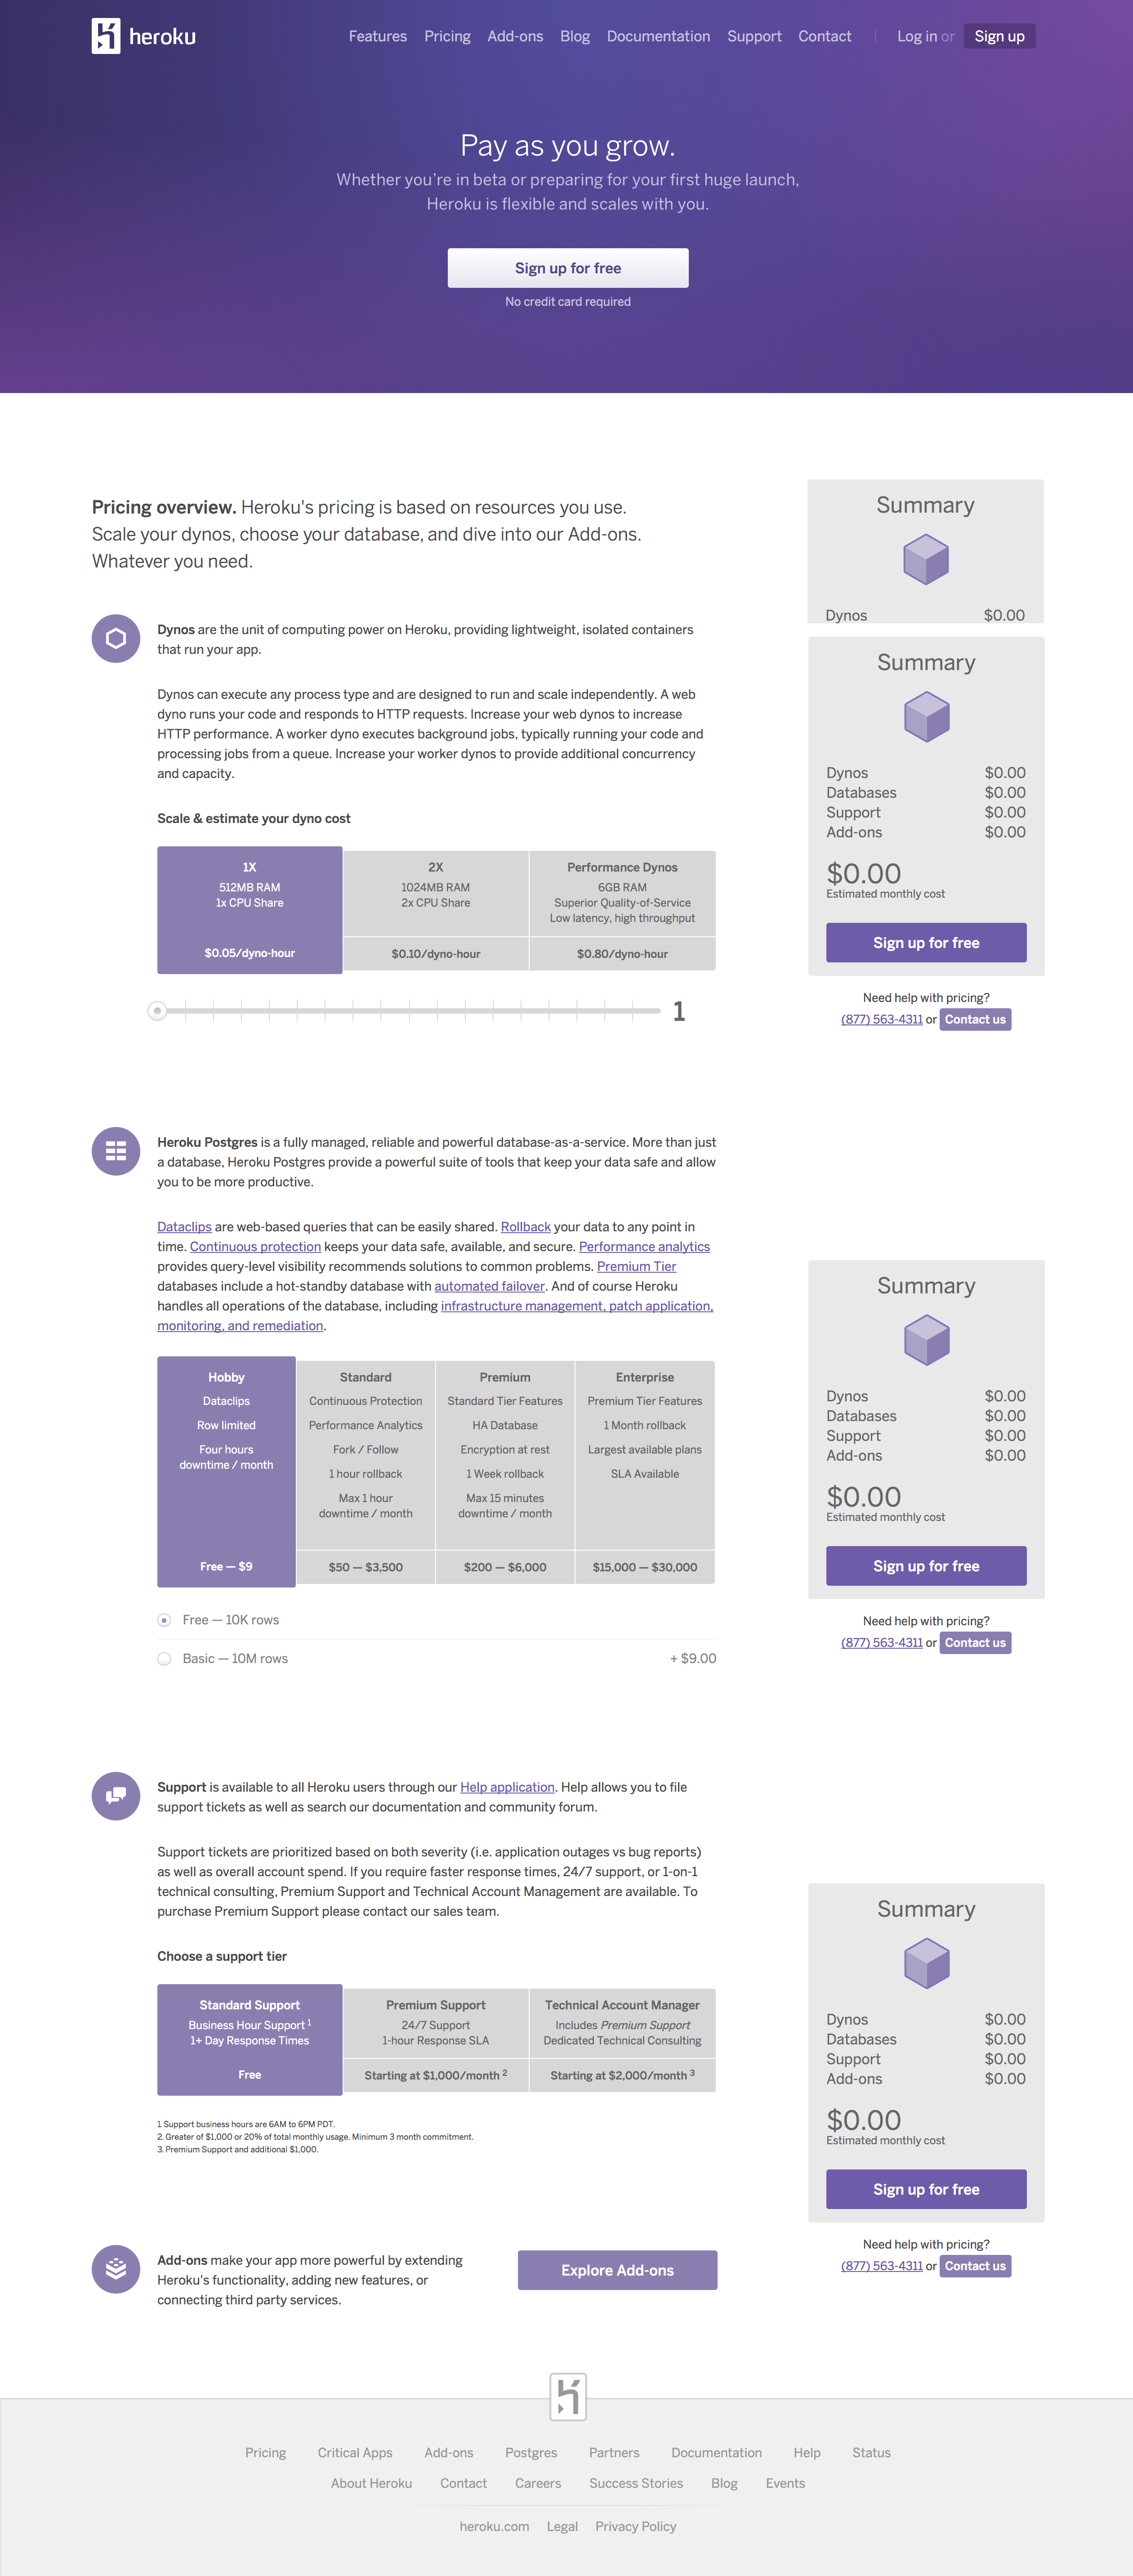 heroku
Features Pricing Add-ons Blog Documentation Support Contact Log in or Sign up
Pay as you grow.
Whether you're in beta or preparing for your first huge launch,
Heroku is flexible and scales with you.
Sign up for free
No credit card required
Pricing overview. Heroku's pricing is based on resources you use.
Scale your dynos, choose your database, and dive into our Add-ons.
Whatever you need.
Summary
Dynos $0.00
Dynos are the unit of computing power on Heroku, providing lightweight, isolated containers
that run your app.
Dynos can execute any process type and are designed to run and scale independently. A web
dyno runs your code and responds to HTTP requests. Increase your web dynos to increase
HTTP performance. A worker dyno executes background jobs, typically running your code and
processing jobs from a queue. Increase your worker dynos to provide additional concurrency
and capacity.
Scale & estimate your dyno cost
1X
512MB RAM
1x CPU Share
$0.05/dyno-hour
2X
1024MB RAM
2x CPU Share
$0.10/dyno-hour
Performance Dynos
6GB RAM
Superior Quality-of-Service
Low latency, high throughput
$0.80/dyno-hour
1
Summary
Dynos $0.00
Databases $0.00
Support $0.00
Add-ons $0.00
$0.00
Estimated monthly cost
Sign up for free
Need help with pricing?
(877) 563-4311 or Contact us
Heroku Postgres is a fully managed, reliable and powerful database-as-a-service. More than just
a database, Heroku Postgres provide a powerful suite of tools that keep your data safe and allow
you to be more productive.
Dataclips are web-based queries that can be easily shared. Rollback your data to any point in
time. Continuous protection keeps your data safe, available, and secure. Performance analytics
provides query-level visibility recommends solutions to common problems. Premium Tier
databases include a hot-standby database with automated failover. And of course Heroku
handles all operations of the database, including infrastructure management, patch application,
monitoring, and remediation.
Hobby
Dataclips
Row limited
Four hours
downtime / month
Free — $9
Standard
Continuous Protection
Performance Analytics
Fork / Follow
1 hour rollback
Max 1 hour
downtime / month
$50 — $3,500
Premium
Standard Tier Features
HA Database
Encryption at rest
1 Week rollback
Max 15 minutes
downtime / month
$200 — $6,000
Enterprise
Premium Tier Features
1 Month rollback
Largest available plans
SLA Available
$15,000 — $30,000
Free — 10K rows
Basic — 10M rows + $9.00
Summary
Dynos $0.00
Databases $0.00
Support $0.00
Add-ons $0.00
$0.00
Estimated monthly cost
Sign up for free
Need help with pricing?
(877) 563-4311 or Contact us
Support is available to all Heroku users through our Help application. Help allows you to file
support tickets as well as search our documentation and community forum.
Support tickets are prioritized based on both severity (i.e. application outages vs bug reports)
as well as overall account spend. If you require faster response times, 24/7 support, or 1-on-1
technical consulting, Premium Support and Technical Account Management are available. To
purchase Premium Support please contact our sales team.
Choose a support tier
Standard Support
Business Hour Support 1
1+ Day Response Times
Free
Premium Support
24/7 Support
1-hour Response SLA
Starting at $1,000/month 2
Technical Account Manager
Includes Premium Support
Dedicated Technical Consulting
Starting at $2,000/month 3
1. Support business hours are 6AM to 6PM PDT.
2. Greater of $1,000 or 20% of total monthly usage. Minimum 3 month commitment.
3. Premium Support and additional $1,000.
Summary
Dynos $0.00
Databases $0.00
Support $0.00
Add-ons $0.00
$0.00
Estimated monthly cost
Sign up for free
Need help with pricing?
(877) 563-4311 or Contact us
Add-ons make your app more powerful by extending
Heroku's functionality, adding new features, or
connecting third party services.
Explore Add-ons
Pricing Critical Apps Add-ons Postgres Partners Documentation Help Status
About Heroku Contact Careers Success Stories Blog Events
heroku.com Legal Privacy Policy